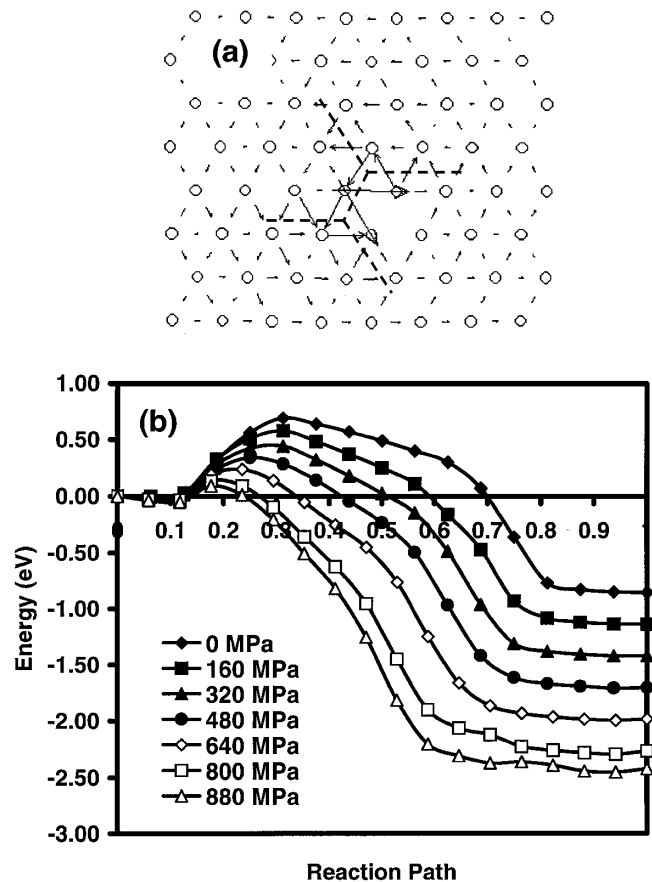 (a)
1.00
(b)
0.50
0.00
0 0.1 0.2 0.3 0.4 0.5 0.6 0.7 0.8 0.9 1
-0.50
-1.00
-1.50
-2.00
-2.50
-3.00
Energy (eV)
0 MPa
160 MPa
320 MPa
480 MPa
640 MPa
800 MPa
880 MPa
Reaction Path